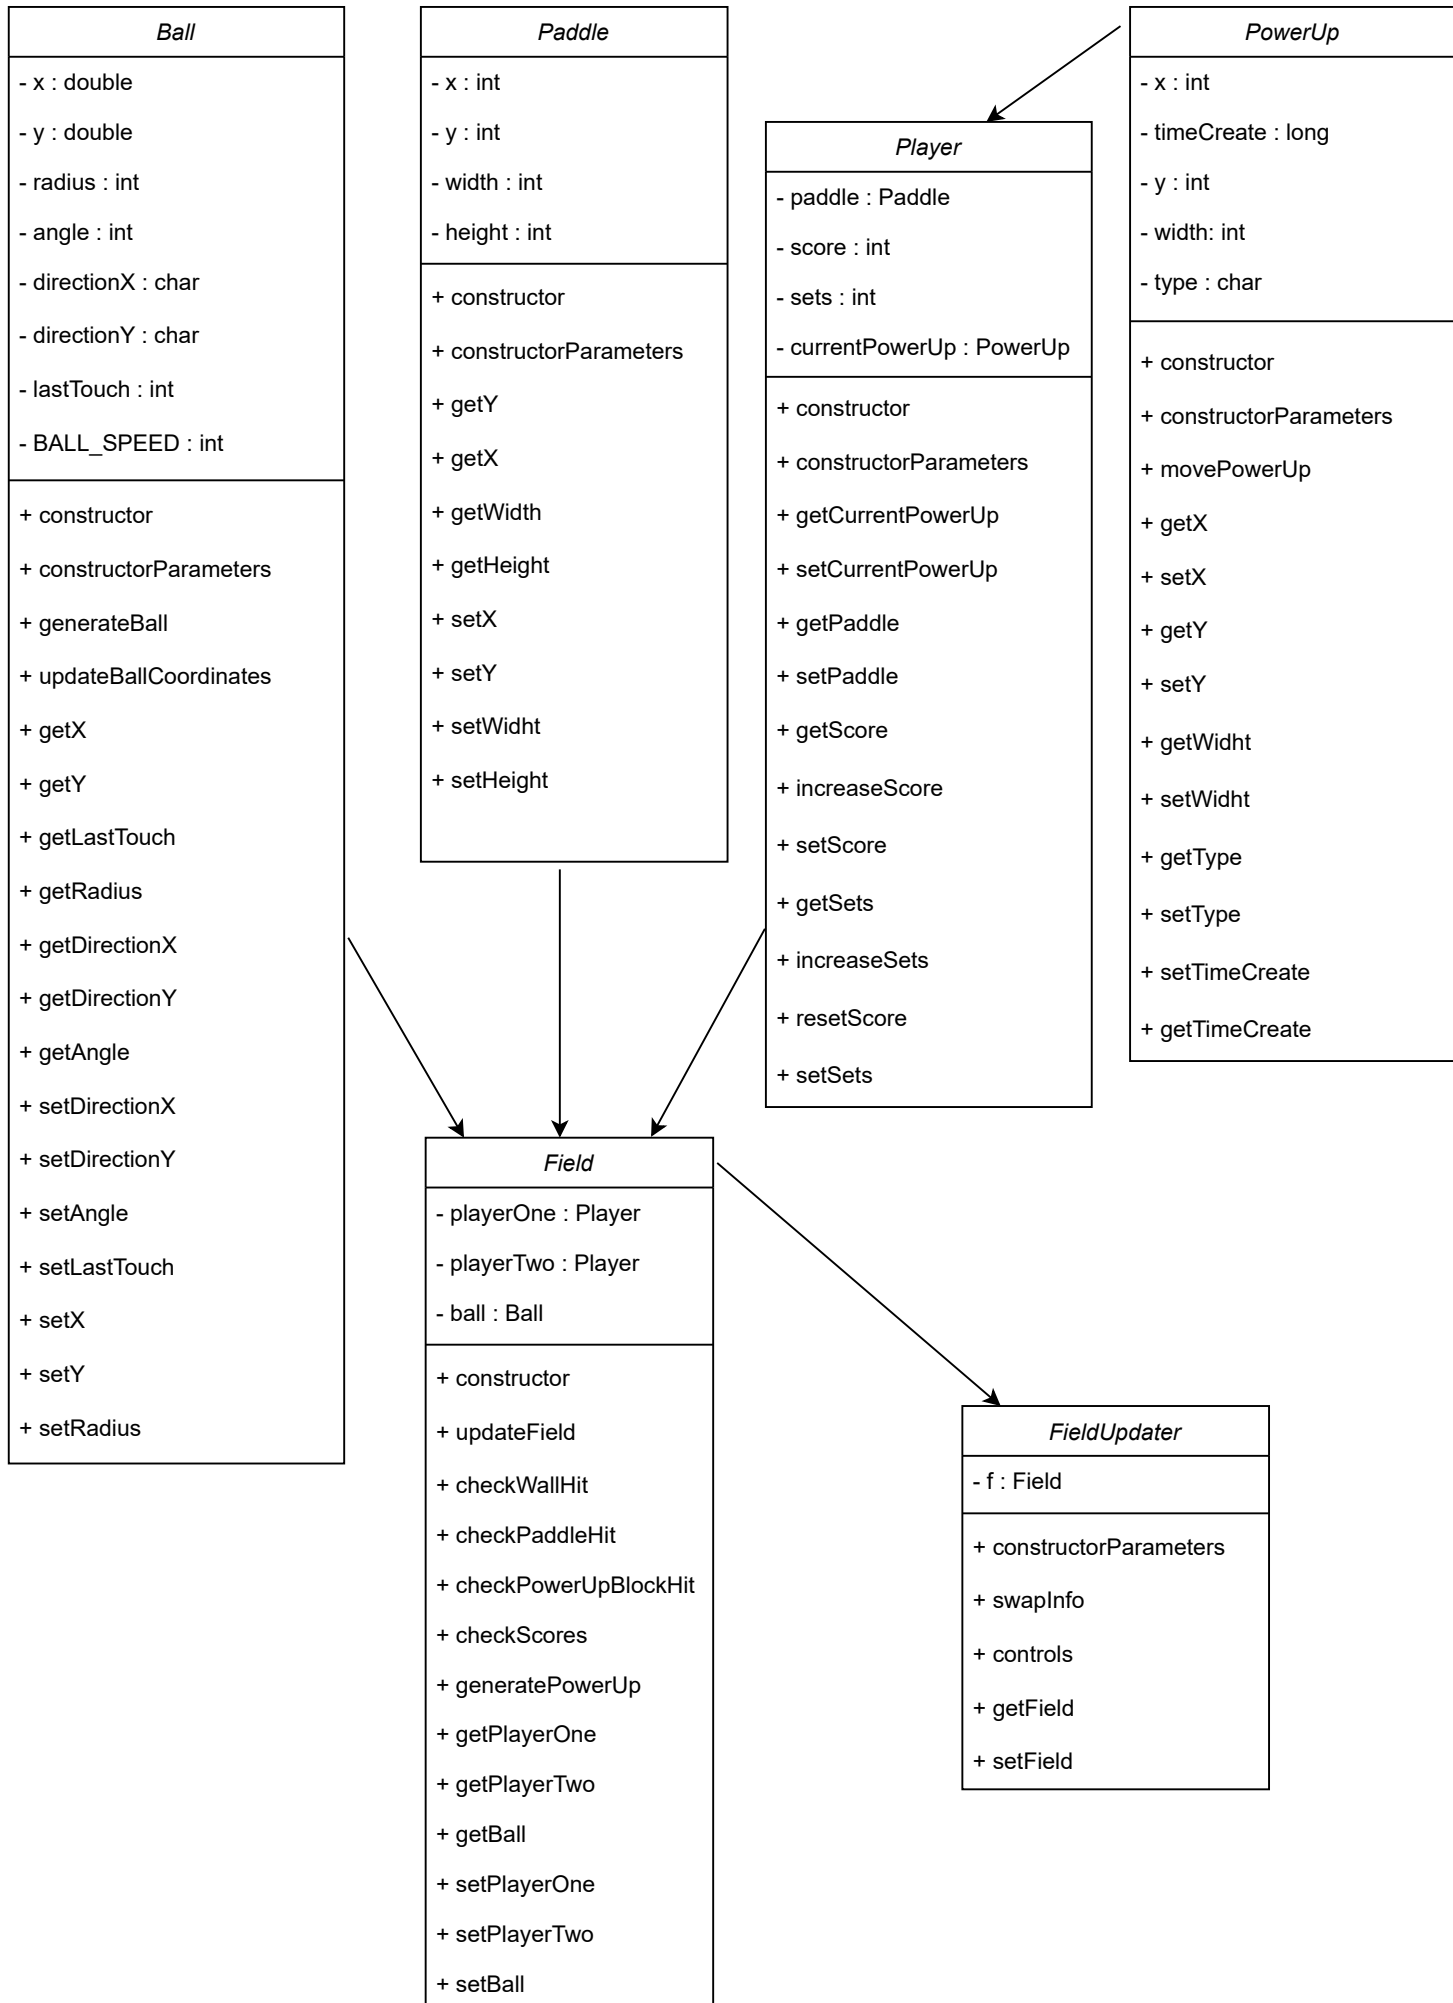 Ball
- x : double
- y : double
- radius : int
- angle : int
- directionX : char
- directionY : char
- lastTouch : int
- BALL_SPEED : int
+ constructor
+ constructorParameters
+ generateBall
+ updateBallCoordinates
+ getX
+ getY
+ getLastTouch
+ getRadius
+ getDirectionX
+ getDirectionY
+ getAngle
+ setDirectionX
+ setDirectionY
+ setAngle
+ setLastTouch
+ setX
+ setY
+ setRadius
Paddle
- x : int
- y : int
- width : int
- height : int
+ constructor
+ constructorParameters
+ getY
+ getX
+ getWidth
+ getHeight
+ setX
+ setY
+ setWidht
+ setHeight
Player
- paddle : Paddle
- score : int
- sets : int
- currentPowerUp : PowerUp
+ constructor
+ constructorParameters
+ getCurrentPowerUp
+ setCurrentPowerUp
+ getPaddle
+ setPaddle
+ getScore
+ increaseScore
+ setScore
+ getSets
+ increaseSets
+ resetScore
+ setSets
PowerUp
- x : int
- timeCreate : long
- y : int
- width: int
- type : char
+ constructor
+ constructorParameters
+ movePowerUp
+ getX
+ setX
+ getY
+ setY
+ getWidht
+ setWidht
+ getType
+ setType
+ setTimeCreate
+ getTimeCreate
Field
- playerOne : Player
- playerTwo : Player
- ball : Ball
+ constructor
+ updateField
+ checkWallHit
+ checkPaddleHit
+ checkPowerUpBlockHit
+ checkScores
+ generatePowerUp
+ getPlayerOne
+ getPlayerTwo
+ getBall
+ setPlayerOne
+ setPlayerTwo
+ setBall
FieldUpdater
- f : Field
+ constructorParameters
+ swapInfo
+ controls
+ getField
+ setField